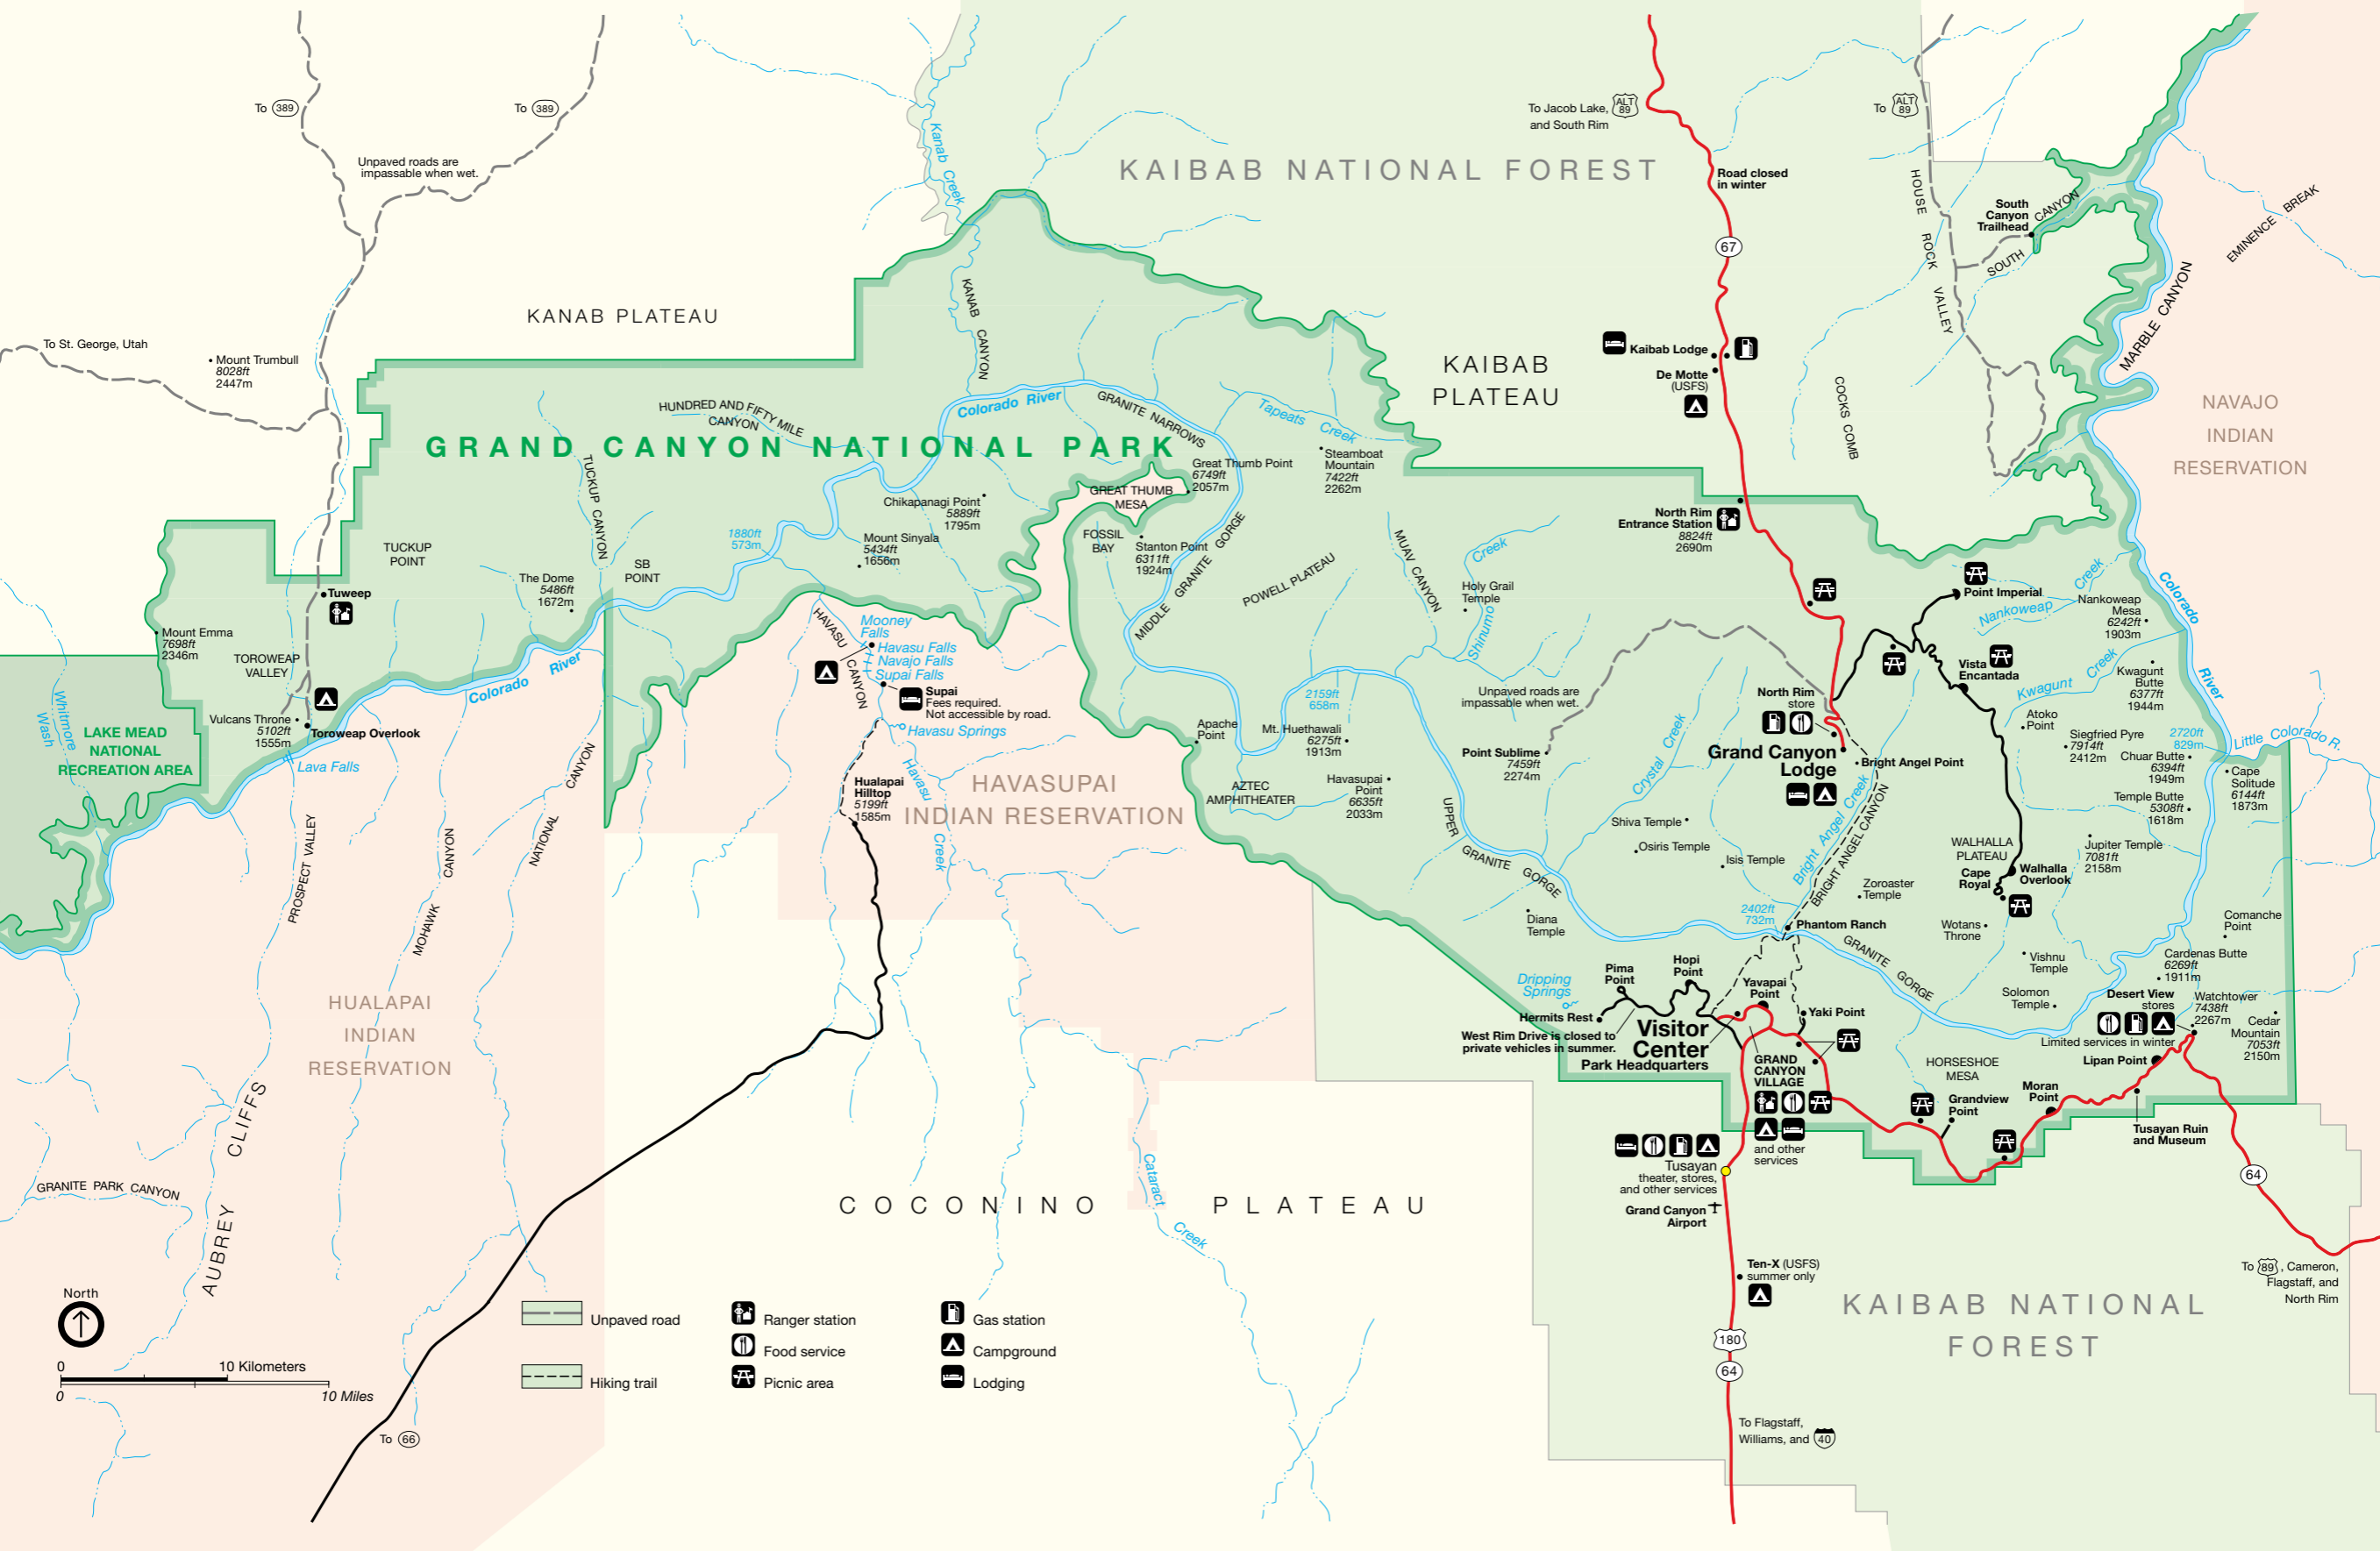 To 389
To 389
Unpaved roads are
impassable when wet.
Kanab Creek
KAIBAB NATIONAL FOREST
To Jacob Lake, ALT 89
and South Rim
To ALT 89
Road closed
in winter
67
HOUSE ROCK VALLEY
South
Canyon
Trailhead
SOUTH CANYON
EMINENCE BREAK
MARBLE CANYON
KANAB PLATEAU
KANAB CANYON
To St. George, Utah
Mount Trumbull
8028ft
2447m
KAIBAB
PLATEAU
Kaibab Lodge
De Motte
(USFS)
COCKS COMB
NAVAJO
INDIAN
RESERVATION
HUNDRED AND FIFTY MILE
CANYON
Colorado River
GRANITE NARROWS
Tapeats Creek
GRAND CANYON NATIONAL PARK
TUCKUP CANYON
Great Thumb Point
6749ft
2057m
Steamboat
Mountain
7422ft
2262m
GREAT THUMB
MESA
Chikapanagi Point
5889ft
1795m
North Rim
Entrance Station
8824ft
2690m
TUCKUP
POINT
SB
POINT
1880ft
573m
Mount Sinyala
5434ft
1656m
FOSSIL
BAY
Stanton Point
6311ft
1924m
MIDDLE GRANITE GORGE
POWELL PLATEAU
MUAV CANYON
Shinumo Creek
Holy Grail
Temple
The Dome
5486ft
1672m
Tuweep
Mount Emma
7698ft
2346m
TOROWEAP
VALLEY
Vulcans Throne
5102ft
1555m
Toroweap Overlook
Lava Falls
Colorado River
Whitmore
Wash
LAKE MEAD
NATIONAL
RECREATION AREA
HAVASU CANYON
Mooney
Falls
Havasu Falls
Navajo Falls
Supai Falls
Supai
Fees required.
Not accessible by road.
Havasu Springs
Havasu Creek
Hualapai
Hilltop
5199ft
1585m
HAVASUPAI
INDIAN RESERVATION
Apache
Point
Mt. Huethawali
6275ft
1913m
2159ft
658m
AZTEC
AMPHITHEATER
Havasupai
Point
6635ft
2033m
Unpaved roads are
impassable when wet.
Point Sublime
7459ft
2274m
North Rim
store
Grand Canyon
Lodge
Bright Angel Point
Crystal Creek
Bright Angel Creek
BRIGHT ANGEL CANYON
Point Imperial
Nankoweap Creek
Nankoweap
Mesa
6242ft
1903m
Colorado River
Vista
Encantada
Kwagunt Creek
Kwagunt
Butte
6377ft
1944m
Atoko
Point
Siegfried Pyre
7914ft
2412m
2720ft
829m
Little Colorado R.
Chuar Butte
6394ft
1949m
Cape
Solitude
6144ft
1873m
Temple Butte
5308ft
1618m
Shiva Temple
Osiris Temple
Isis Temple
WALHALLA
PLATEAU
Jupiter Temple
7081ft
2158m
Cape
Royal
Walhalla
Overlook
Zoroaster
Temple
UPPER GRANITE GORGE
Diana
Temple
2402ft
732m
Phantom Ranch
GRANITE GORGE
Wotans
Throne
Comanche
Point
Vishnu
Temple
Cardenas Butte
6269ft
1911m
Solomon
Temple
Desert View
stores
Watchtower
7438ft
2267m
Limited services in winter
Cedar
Mountain
7053ft
2150m
Lipan Point
Dripping
Springs
Pima
Point
Hopi
Point
Yavapai
Point
Yaki Point
Hermits Rest
West Rim Drive is closed to
private vehicles in summer.
Visitor
Center
Park Headquarters
GRAND
CANYON
VILLAGE
and other
services
HORSESHOE
MESA
Grandview
Point
Moran
Point
Tusayan Ruin
and Museum
64
Tusayan
theater, stores,
and other services
Grand Canyon
Airport
Ten-X (USFS)
summer only
180
64
To Flagstaff,
Williams, and 40
To 89, Cameron,
Flagstaff, and
North Rim
KAIBAB NATIONAL
FOREST
PROSPECT VALLEY
MOHAWK CANYON
NATIONAL CANYON
HUALAPAI
INDIAN
RESERVATION
AUBREY CLIFFS
GRANITE PARK CANYON
COCONINO PLATEAU
Cataract Creek
North
0 10 Kilometers
0 10 Miles
To 66
Unpaved road
Hiking trail
Ranger station
Food service
Picnic area
Gas station
Campground
Lodging